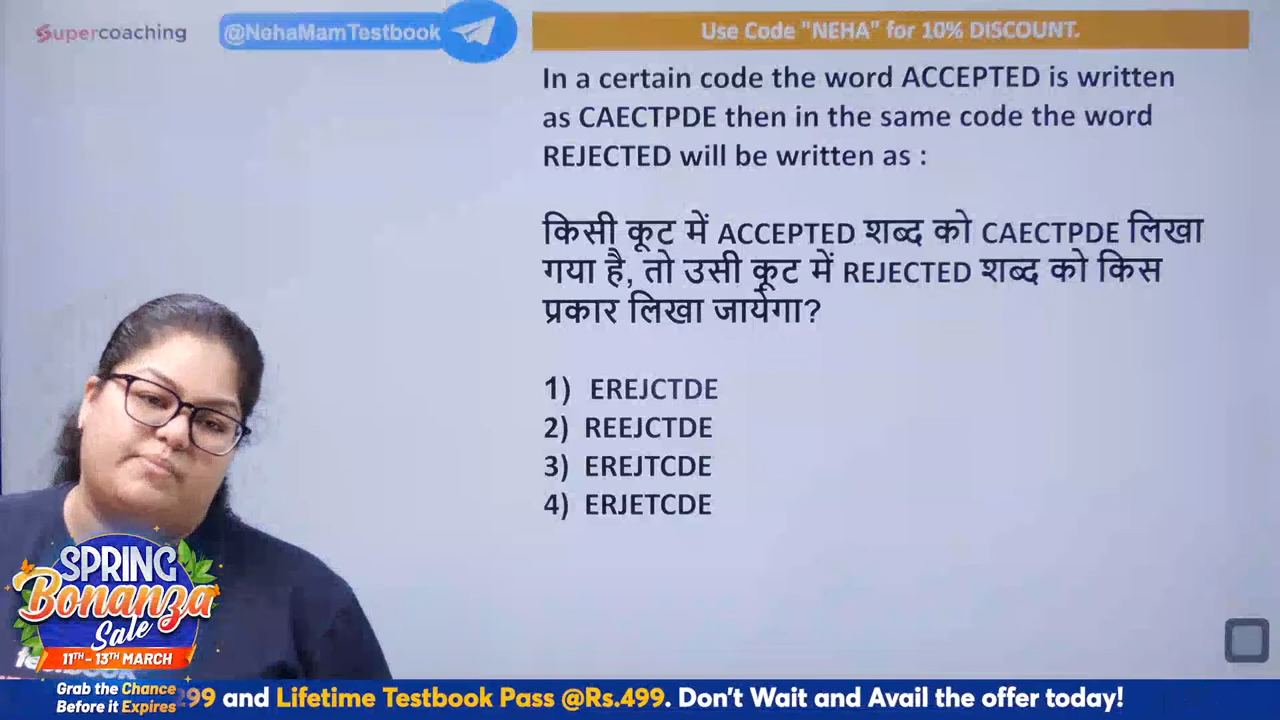 Supercoaching
@NehaMamTestbook
Use Code "NEHA" for 10% DISCOUNT.
In a certain code the word ACCEPTED is written
as CAECTPDE then in the same code the word
REJECTED will be written as :
किसी कूट में ACCEPTED शब्द को CAECTPDE लिखा
गया है, तो उसी कूट में REJECTED शब्द को किस
प्रकार लिखा जायेगा?
1) EREJCTDE
2) REEJCTDE
3) EREJTCDE
4) ERJETCDE
SPRING
Bonanza
Sale
11TH - 13TH MARCH
Grab the Chance
Before it Expires
299 and Lifetime Testbook Pass @Rs.499. Don't Wait and Avail the offer today!